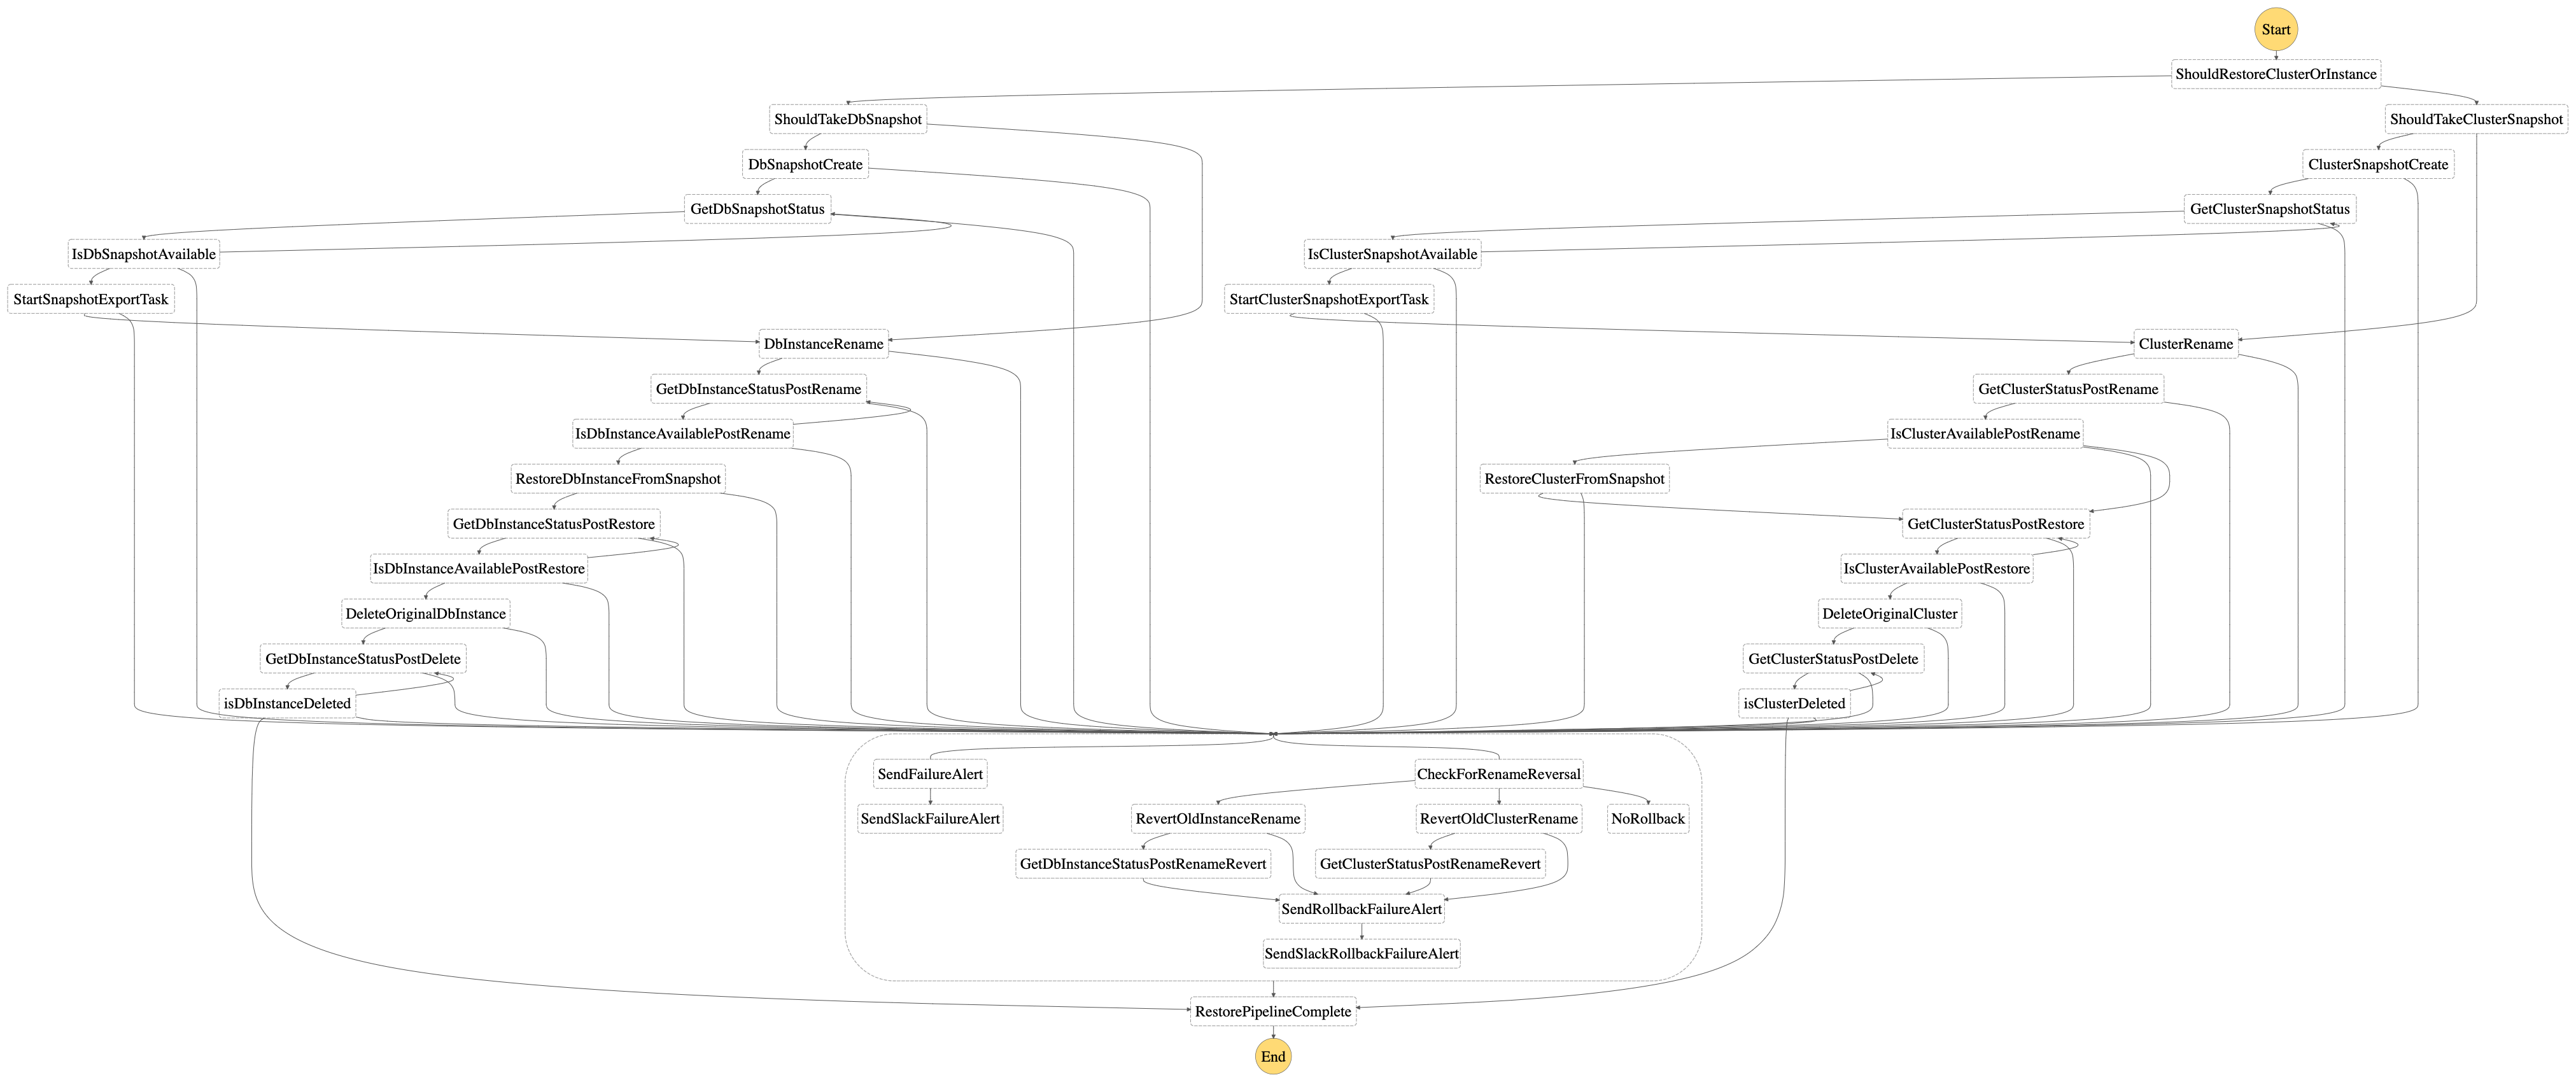 Start
ShouldRestoreClusterOrInstance
ShouldTakeDbSnapshot
ShouldTakeClusterSnapshot
DbSnapshotCreate
ClusterSnapshotCreate
GetDbSnapshotStatus
GetClusterSnapshotStatus
IsDbSnapshotAvailable
IsClusterSnapshotAvailable
StartSnapshotExportTask
StartClusterSnapshotExportTask
DbInstanceRename
ClusterRename
GetDbInstanceStatusPostRename
GetClusterStatusPostRename
IsDbInstanceAvailablePostRename
IsClusterAvailablePostRename
RestoreDbInstanceFromSnapshot
RestoreClusterFromSnapshot
GetDbInstanceStatusPostRestore
GetClusterStatusPostRestore
IsDbInstanceAvailablePostRestore
IsClusterAvailablePostRestore
DeleteOriginalDbInstance
DeleteOriginalCluster
GetDbInstanceStatusPostDelete
GetClusterStatusPostDelete
isDbInstanceDeleted
isClusterDeleted
SendFailureAlert
CheckForRenameReversal
SendSlackFailureAlert
RevertOldInstanceRename
RevertOldClusterRename
NoRollback
GetDbInstanceStatusPostRenameRevert
GetClusterStatusPostRenameRevert
SendRollbackFailureAlert
SendSlackRollbackFailureAlert
RestorePipelineComplete
End